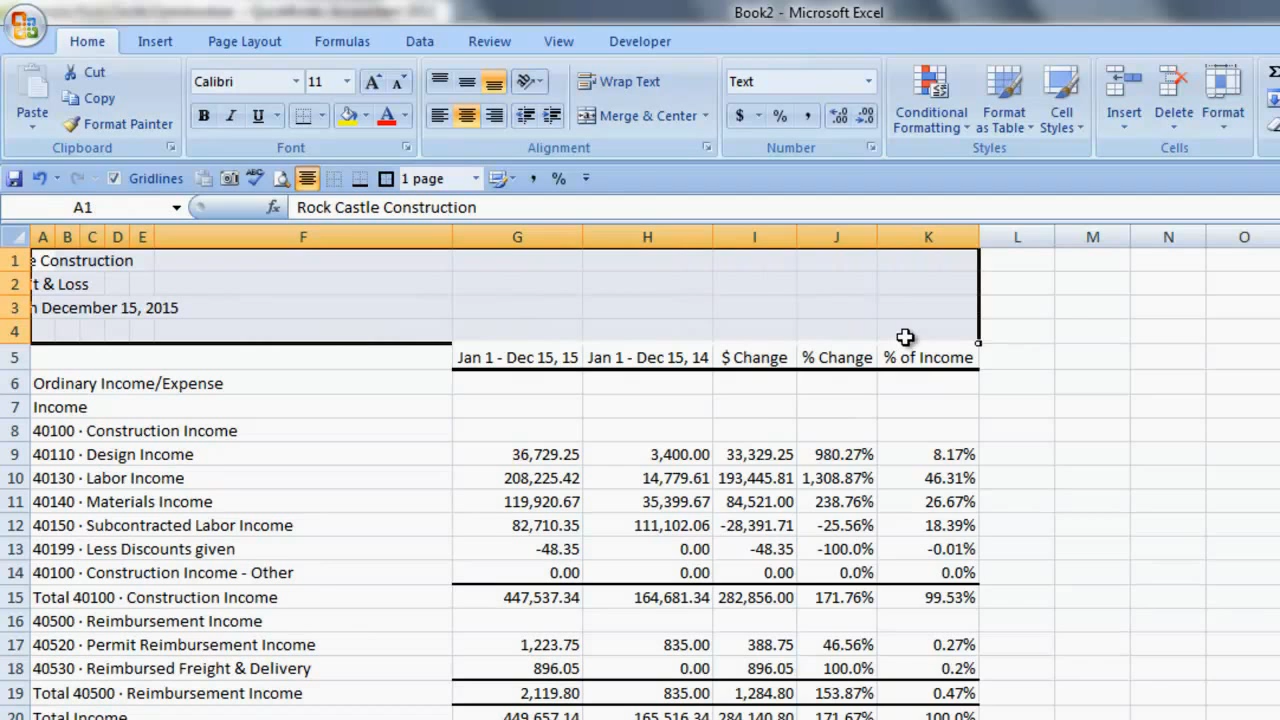 Book2 - Microsoft Excel
Home Insert Page Layout Formulas Data Review View Developer
Cut
Copy
Format Painter
Paste
Clipboard
Calibri 11 A A
B I U A
Font
Wrap Text
Merge & Center
Alignment
Text
$ % , .0 .00 .00 .0
Number
Conditional Formatting
Format as Table
Cell Styles
Styles
Insert Delete Format
Cells
Σ
ABC Gridlines 1 page , %
A1 fx Rock Castle Construction
A B C D E F G H I J K L M N O
1 e Construction
2 t & Loss
3 December 15, 2015
4
5 Jan 1 - Dec 15, 15 Jan 1 - Dec 15, 14 $ Change % Change % of Income
6 Ordinary Income/Expense
7 Income
8 40100 · Construction Income
9 40110 · Design Income 36,729.25 3,400.00 33,329.25 980.27% 8.17%
10 40130 · Labor Income 208,225.42 14,779.61 193,445.81 1,308.87% 46.31%
11 40140 · Materials Income 119,920.67 35,399.67 84,521.00 238.76% 26.67%
12 40150 · Subcontracted Labor Income 82,710.35 111,102.06 -28,391.71 -25.56% 18.39%
13 40199 · Less Discounts given -48.35 0.00 -48.35 -100.0% -0.01%
14 40100 · Construction Income - Other 0.00 0.00 0.00 0.0% 0.0%
15 Total 40100 · Construction Income 447,537.34 164,681.34 282,856.00 171.76% 99.53%
16 40500 · Reimbursement Income
17 40520 · Permit Reimbursement Income 1,223.75 835.00 388.75 46.56% 0.27%
18 40530 · Reimbursed Freight & Delivery 896.05 0.00 896.05 100.0% 0.2%
19 Total 40500 · Reimbursement Income 2,119.80 835.00 1,284.80 153.87% 0.47%
20 Total Income 449,657.14 165,516.34 284,140.80 171.67% 100.0%